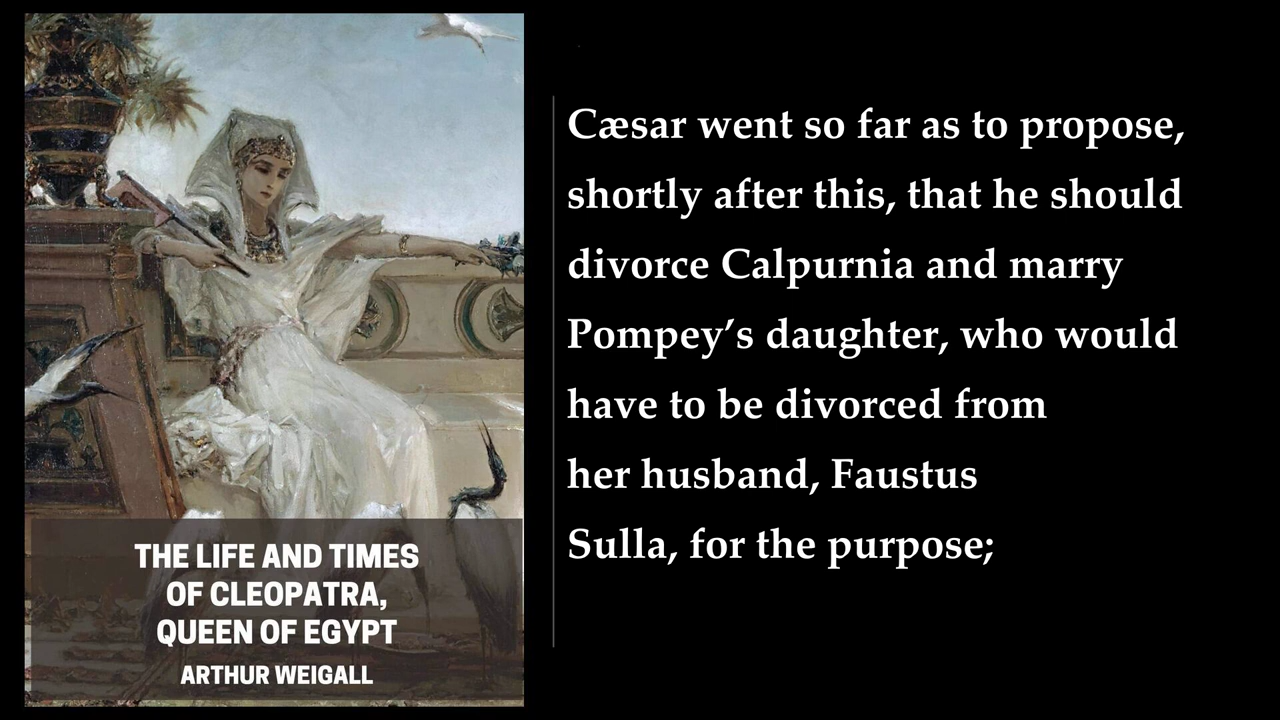 Cæsar went so far as to propose,
shortly after this, that he should
divorce Calpurnia and marry
Pompey’s daughter, who would
have to be divorced from
her husband, Faustus
Sulla, for the purpose;
THE LIFE AND TIMES
OF CLEOPATRA,
QUEEN OF EGYPT
ARTHUR WEIGALL